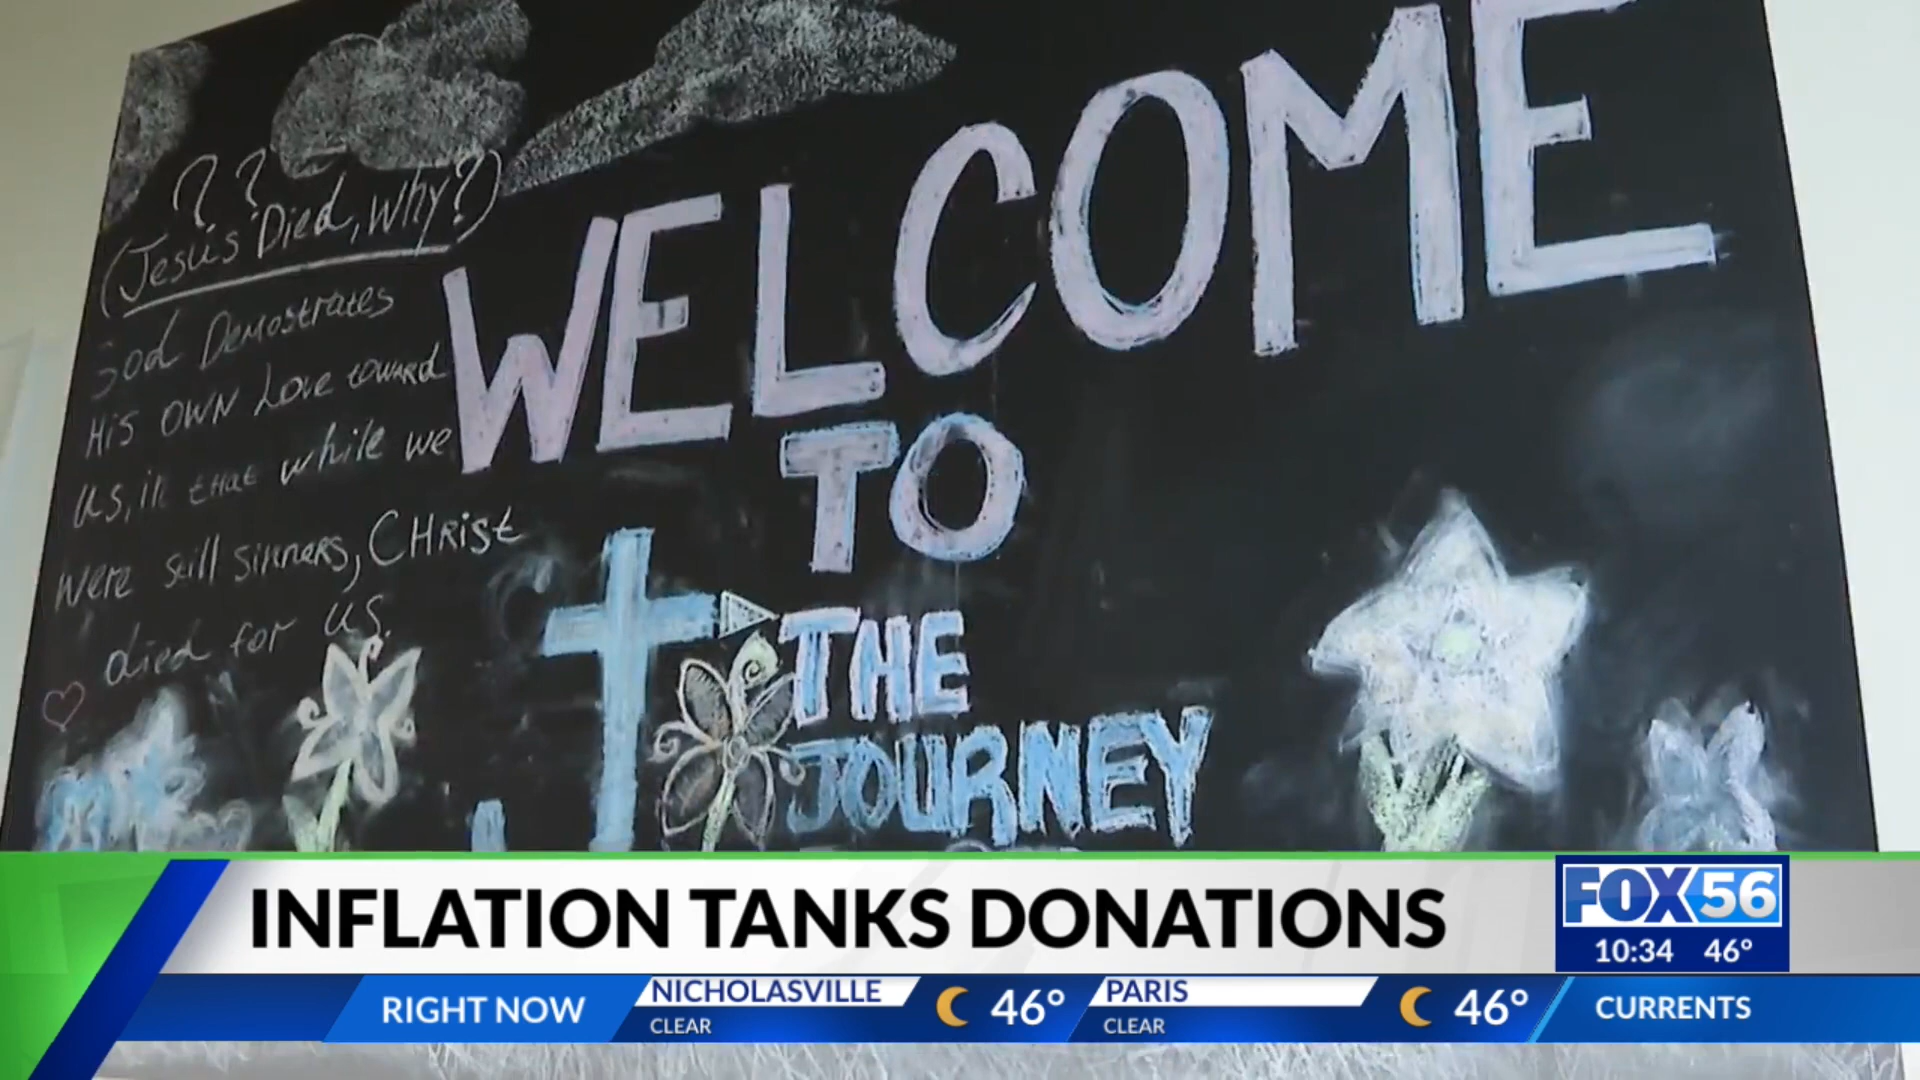 ? ?
(Jesus Died, Why?)
God Demostrates
His OWN Love toward
us, in that while we
were still sinners, CHRist
died for us.
WELCOME
TO
THE
JOURNEY
INFLATION TANKS DONATIONS
FOX 56
10:34 46°
RIGHT NOW
NICHOLASVILLE
CLEAR
46°
PARIS
CLEAR
46°
CURRENTS